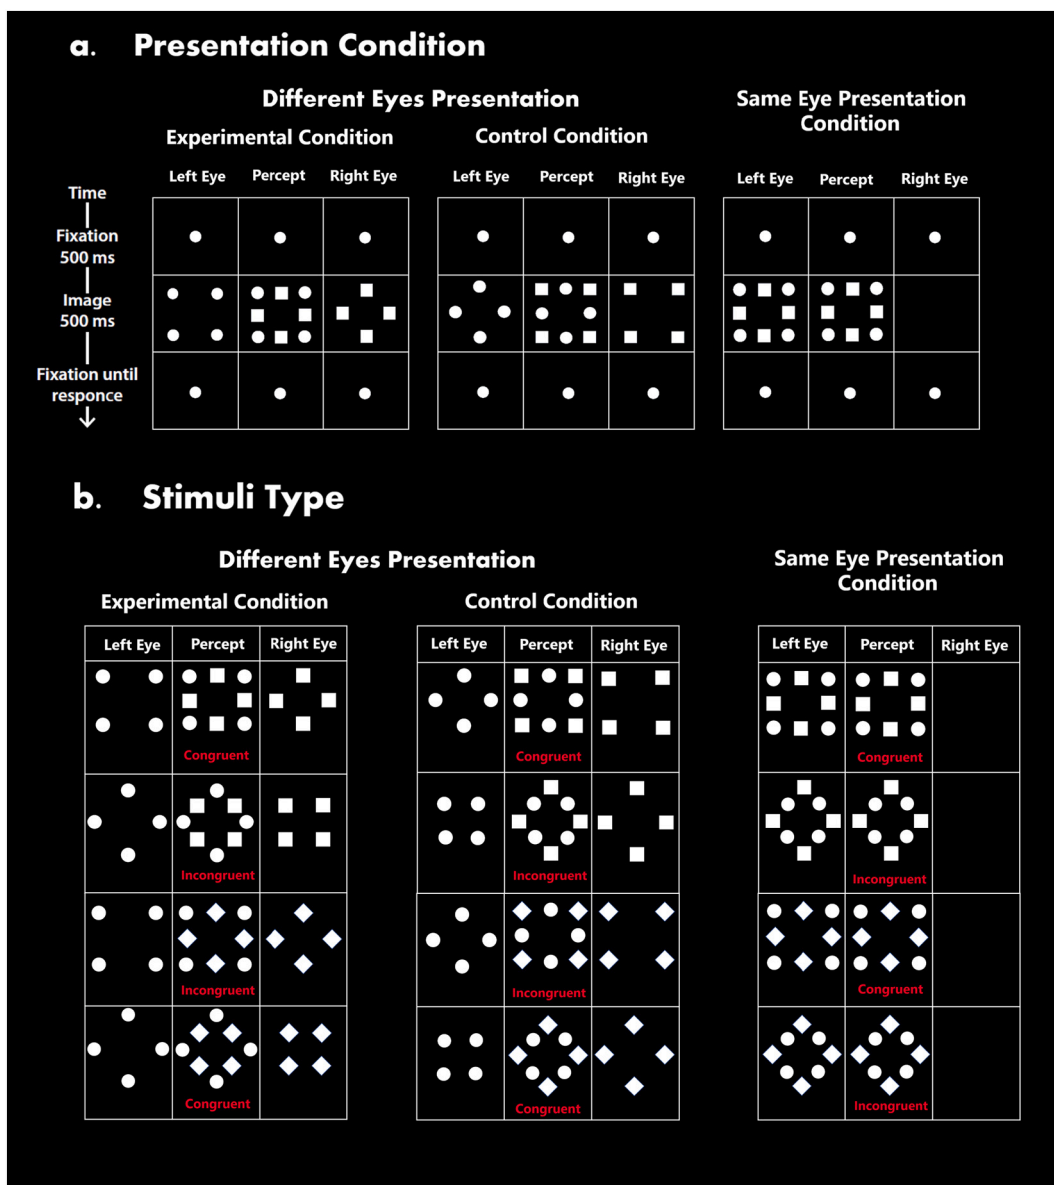 a. Presentation Condition
Different Eyes Presentation
Same Eye Presentation
Condition
Experimental Condition
Control Condition
Left Eye Percept Right Eye
Left Eye Percept Right Eye
Left Eye Percept Right Eye
Time
Fixation
500 ms
Image
500 ms
Fixation until
responce
b. Stimuli Type
Different Eyes Presentation
Same Eye Presentation
Condition
Experimental Condition
Control Condition
Left Eye Percept Right Eye
Left Eye Percept Right Eye
Left Eye Percept Right Eye
Congruent
Congruent
Congruent
Incongruent
Incongruent
Incongruent
Incongruent
Incongruent
Congruent
Congruent
Congruent
Incongruent